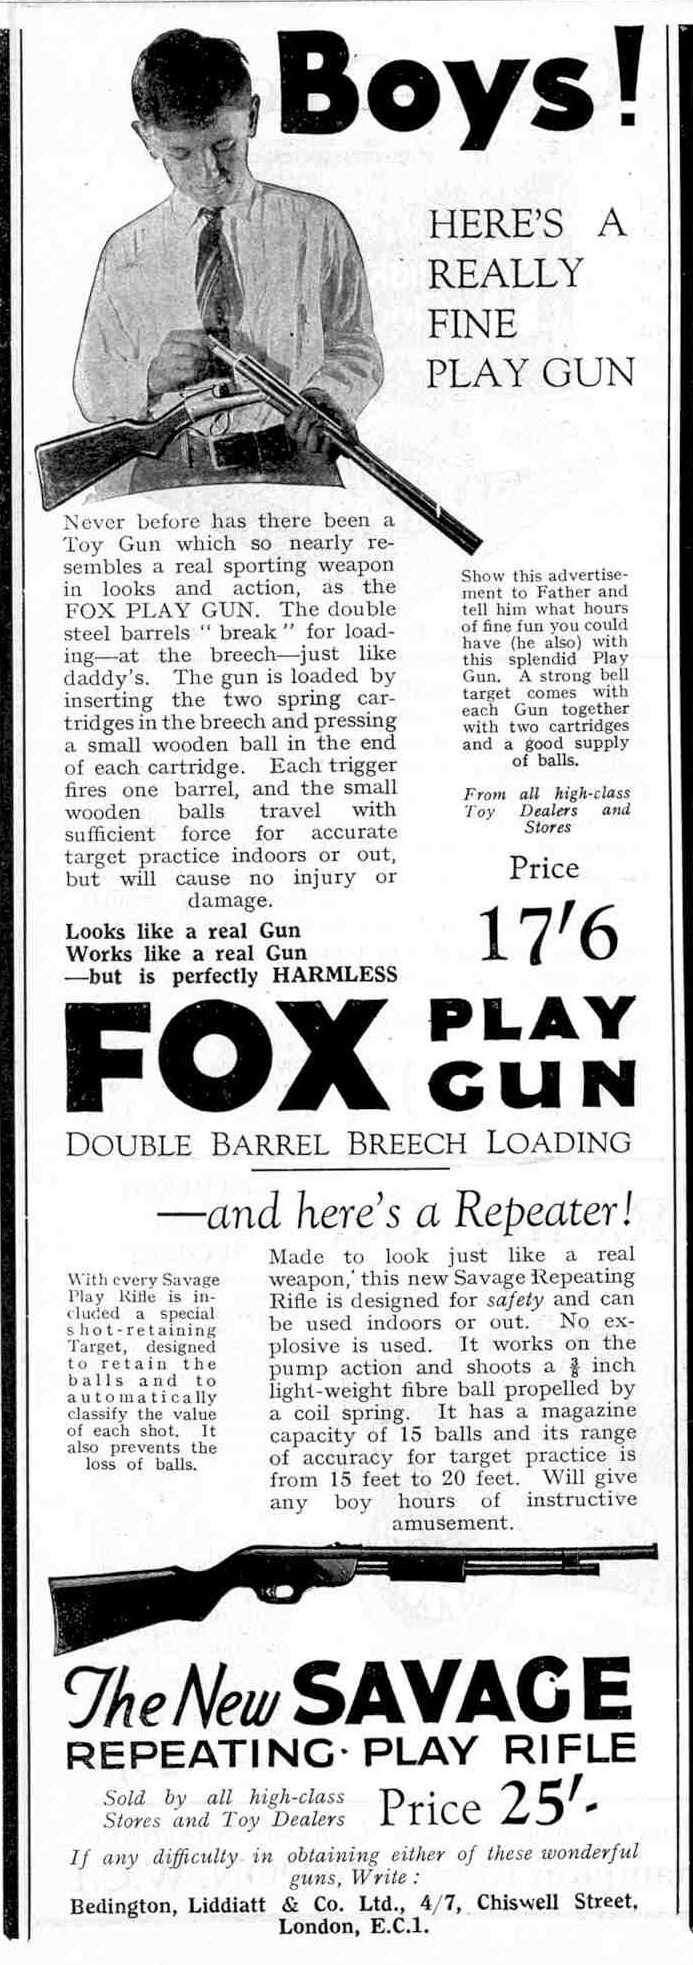 Boys!
HERE'S A
REALLY
FINE
PLAY GUN
Never before has there been a
Toy Gun which so nearly re-
sembles a real sporting weapon
in looks and action, as the
FOX PLAY GUN. The double
steel barrels "break" for load-
ing—at the breech—just like
daddy's. The gun is loaded by
inserting the two spring car-
tridges in the breech and pressing
a small wooden ball in the end
of each cartridge. Each trigger
fires one barrel, and the small
wooden balls travel with
sufficient force for accurate
target practice indoors or out,
but will cause no injury or
damage.
Looks like a real Gun
Works like a real Gun
—but is perfectly HARMLESS
Show this advertise-
ment to Father and
tell him what hours
of fine fun you could
have (he also) with
this splendid Play
Gun. A strong bell
target comes with
each Gun together
with two cartridges
and a good supply
of balls.
From all high-class
Toy Dealers and
Stores
Price
17'6
FOX PLAY
GUN
DOUBLE BARREL BREECH LOADING
—and here's a Repeater!
With every Savage
Play Rifle is in-
cluded a special
shot-retaining
Target, designed
to retain the
balls and to
automatically
classify the value
of each shot. It
also prevents the
loss of balls.
Made to look just like a real
weapon, this new Savage Repeating
Rifle is designed for safety and can
be used indoors or out. No ex-
plosive is used. It works on the
pump action and shoots a ⅜ inch
light-weight fibre ball propelled by
a coil spring. It has a magazine
capacity of 15 balls and its range
of accuracy for target practice is
from 15 feet to 20 feet. Will give
any boy hours of instructive
amusement.
The New SAVAGE
REPEATING · PLAY RIFLE
Sold by all high-class
Stores and Toy Dealers
Price 25'-
If any difficulty in obtaining either of these wonderful
guns, Write :
Bedington, Liddiatt & Co. Ltd., 4/7, Chiswell Street,
London, E.C.1.